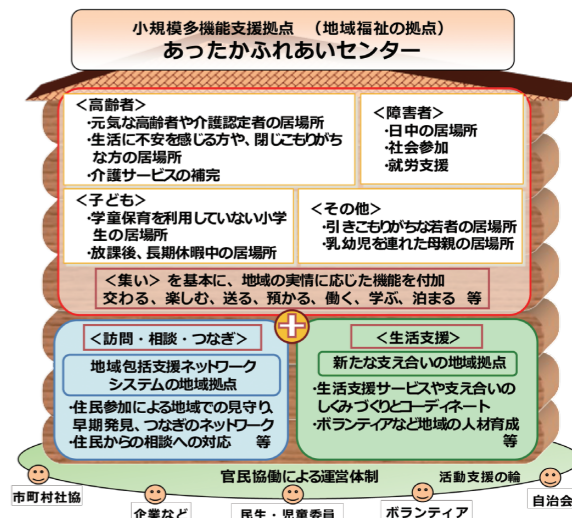 小規模多機能支援拠点 （地域福祉の拠点）
あったかふれあいセンター
＜高齢者＞
・元気な高齢者や介護認定者の居場所
・生活に不安を感じる方や、閉じこもりがち
な方の居場所
・介護サービスの補完
＜障害者＞
・日中の居場所
・社会参加
・就労支援
＜子ども＞
・学童保育を利用していない小学
生の居場所
・放課後、長期休暇中の居場所
＜その他＞
・引きこもりがちな若者の居場所
・乳幼児を連れた母親の居場所
＜集い＞ を基本に、地域の実情に応じた機能を付加
交わる、楽しむ、送る、預かる、働く、学ぶ、泊まる 等
＜訪問・相談・つなぎ＞
地域包括支援ネットワーク
システムの地域拠点
・住民参加による地域での見守り、
早期発見、つなぎのネットワーク
・住民からの相談への対応 等
＜生活支援＞
新たな支え合いの地域拠点
・生活支援サービスや支え合いの
しくみづくりとコーディネート
・ボランティアなど地域の人材育成
等
官民協働による運営体制
活動支援の輪
市町村社協
企業など
民生・児童委員
ボランティア
自治会